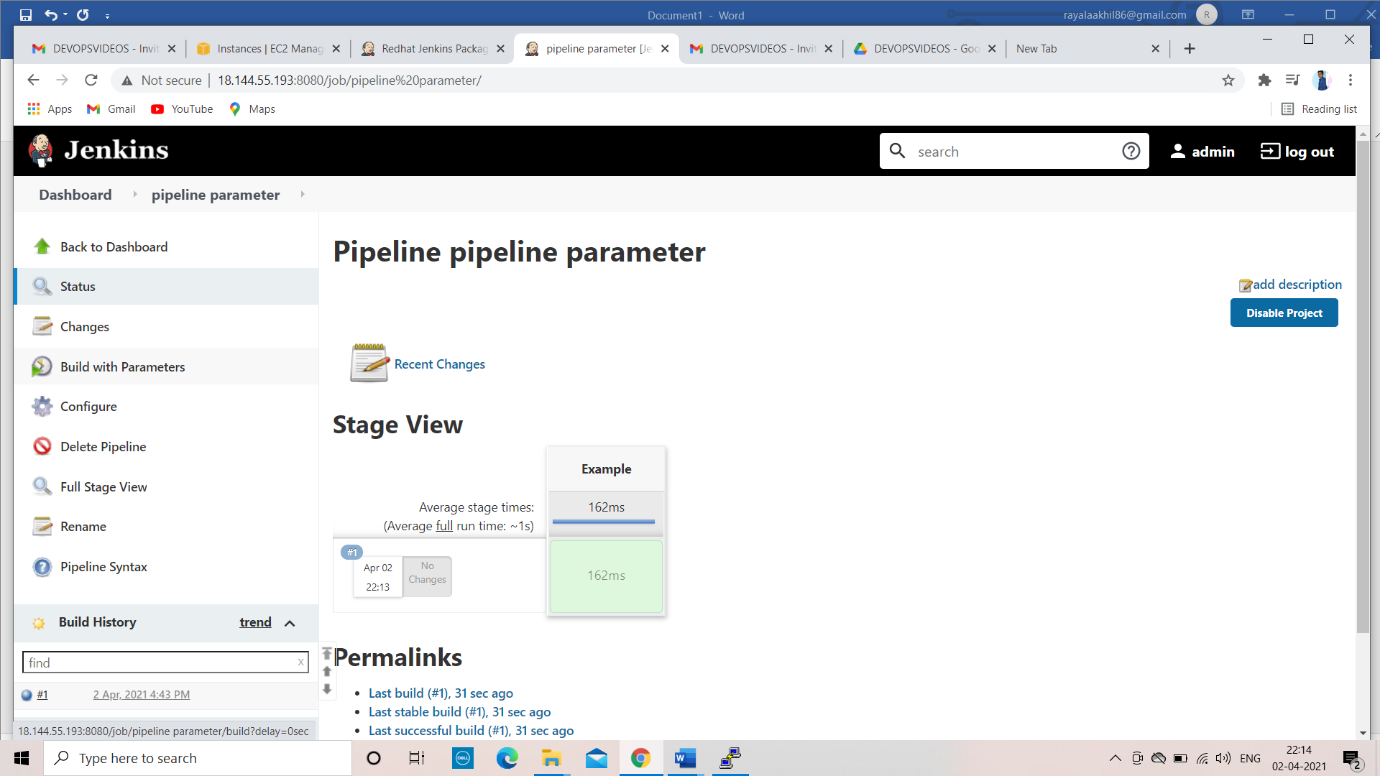 Document1 - Word
rayalaakhil86@gmail.com
R
DEVOPSVIDEOS - Invit
Instances | EC2 Manag
Redhat Jenkins Packag
pipeline parameter [Je
DEVOPSVIDEOS - Invit
DEVOPSVIDEOS - Goo
New Tab
Not secure | 18.144.55.193:8080/job/pipeline%20parameter/
Apps
Gmail
YouTube
Maps
Reading list
Jenkins
search
admin
log out
Dashboard
pipeline parameter
Back to Dashboard
Status
Changes
Build with Parameters
Configure
Delete Pipeline
Full Stage View
Rename
Pipeline Syntax
Build History
trend
find
x
#1
2 Apr, 2021 4:43 PM
18.144.55.193:8080/job/pipeline parameter/build?delay=0sec
Pipeline pipeline parameter
add description
Disable Project
Recent Changes
Stage View
Example
Average stage times:
(Average full run time: ~1s)
162ms
#1
Apr 02
22:13
No
Changes
162ms
Permalinks
Last build (#1), 31 sec ago
Last stable build (#1), 31 sec ago
Last successful build (#1), 31 sec ago
Type here to search
DELL
W
ENG
22:14
02-04-2021
2